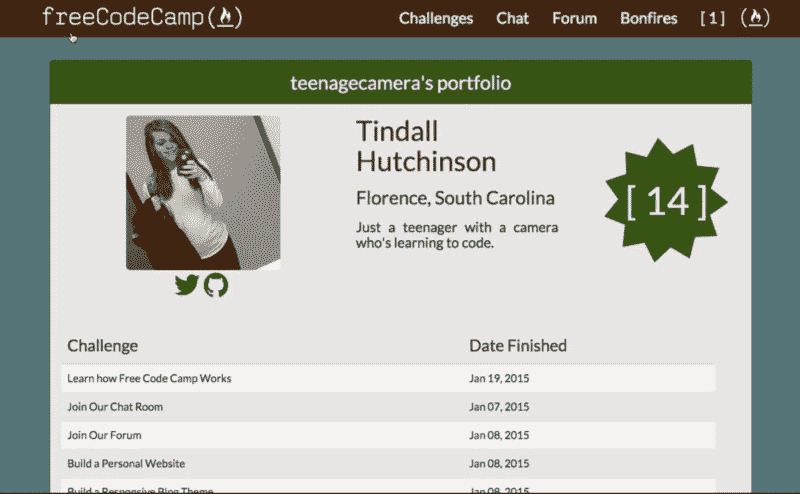 freeCodeCamp
Challenges Chat Forum Bonfires [ 1 ]
teenagecamera's portfolio
Tindall
Hutchinson
Florence, South Carolina
Just a teenager with a camera
who's learning to code.
[ 14 ]
Challenge Date Finished
Learn how Free Code Camp Works Jan 19, 2015
Join Our Chat Room Jan 07, 2015
Join Our Forum Jan 08, 2015
Build a Personal Website Jan 08, 2015
Build a Responsive Blog Theme Jan 08, 2015